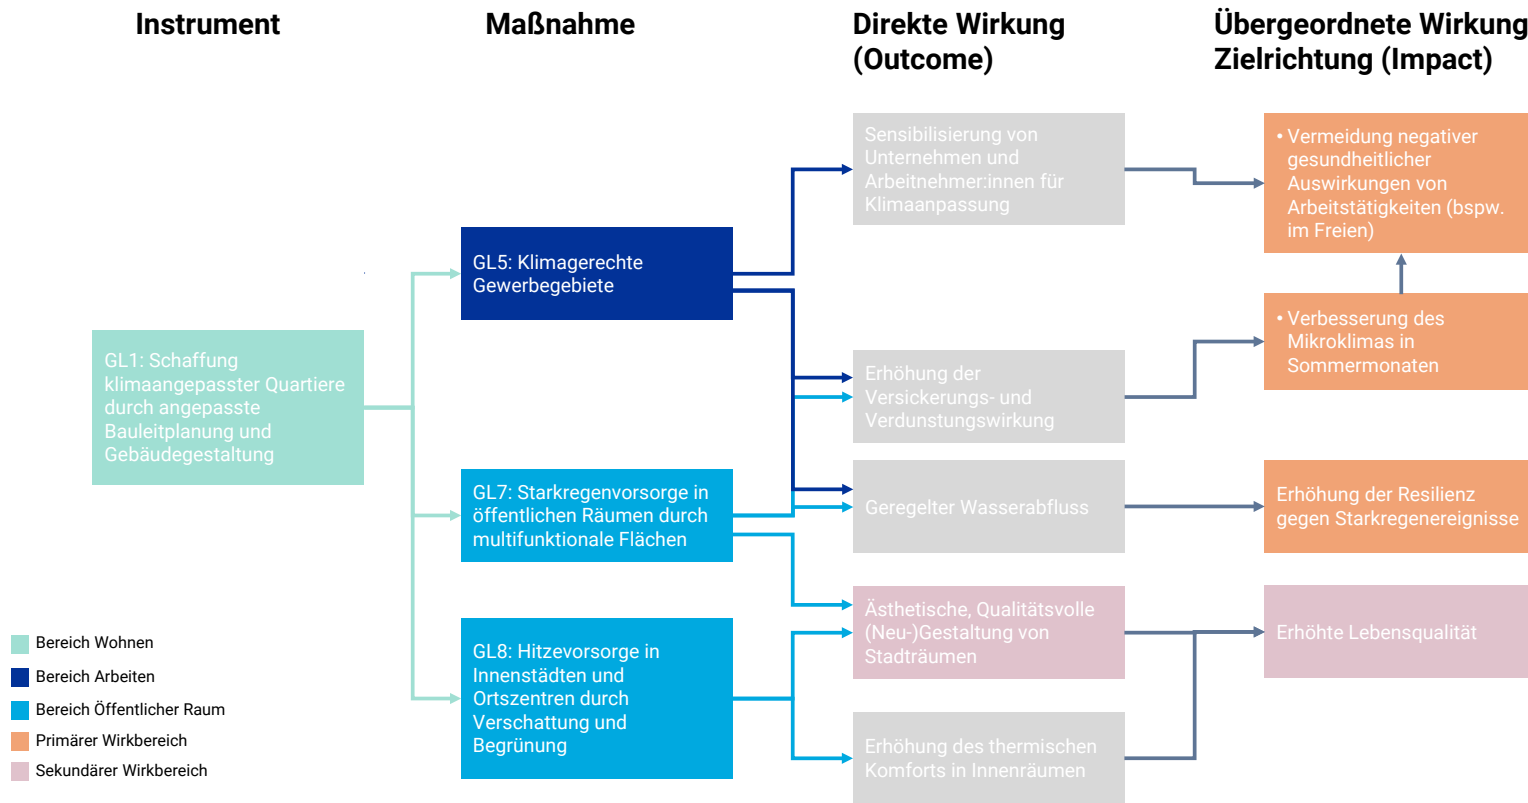 Instrument
Maßnahme
Direkte Wirkung
(Outcome)
Übergeordnete Wirkung
Zielrichtung (Impact)
GL1: Schaffung
klimaangepasster Quartiere
durch angepasste
Bauleitplanung und
Gebäudegestaltung
GL5: Klimagerechte
Gewerbegebiete
GL7: Starkregenvorsorge in
öffentlichen Räumen durch
multifunktionale Flächen
GL8: Hitzevorsorge in
Innenstädten und
Ortszentren durch
Verschattung und
Begrünung
Sensibilisierung von
Unternehmen und
Arbeitnehmer:innen für
Klimaanpassung
Erhöhung der
Versickerungs- und
Verdunstungswirkung
Geregelter Wasserabfluss
Ästhetische, Qualitätsvolle
(Neu-)Gestaltung von
Stadträumen
Erhöhung des thermischen
Komforts in Innenräumen
• Vermeidung negativer
gesundheitlicher
Auswirkungen von
Arbeitstätigkeiten (bspw.
im Freien)
• Verbesserung des
Mikroklimas in
Sommermonaten
Erhöhung der Resilienz
gegen Starkregenereignisse
Erhöhte Lebensqualität
Bereich Wohnen
Bereich Arbeiten
Bereich Öffentlicher Raum
Primärer Wirkbereich
Sekundärer Wirkbereich